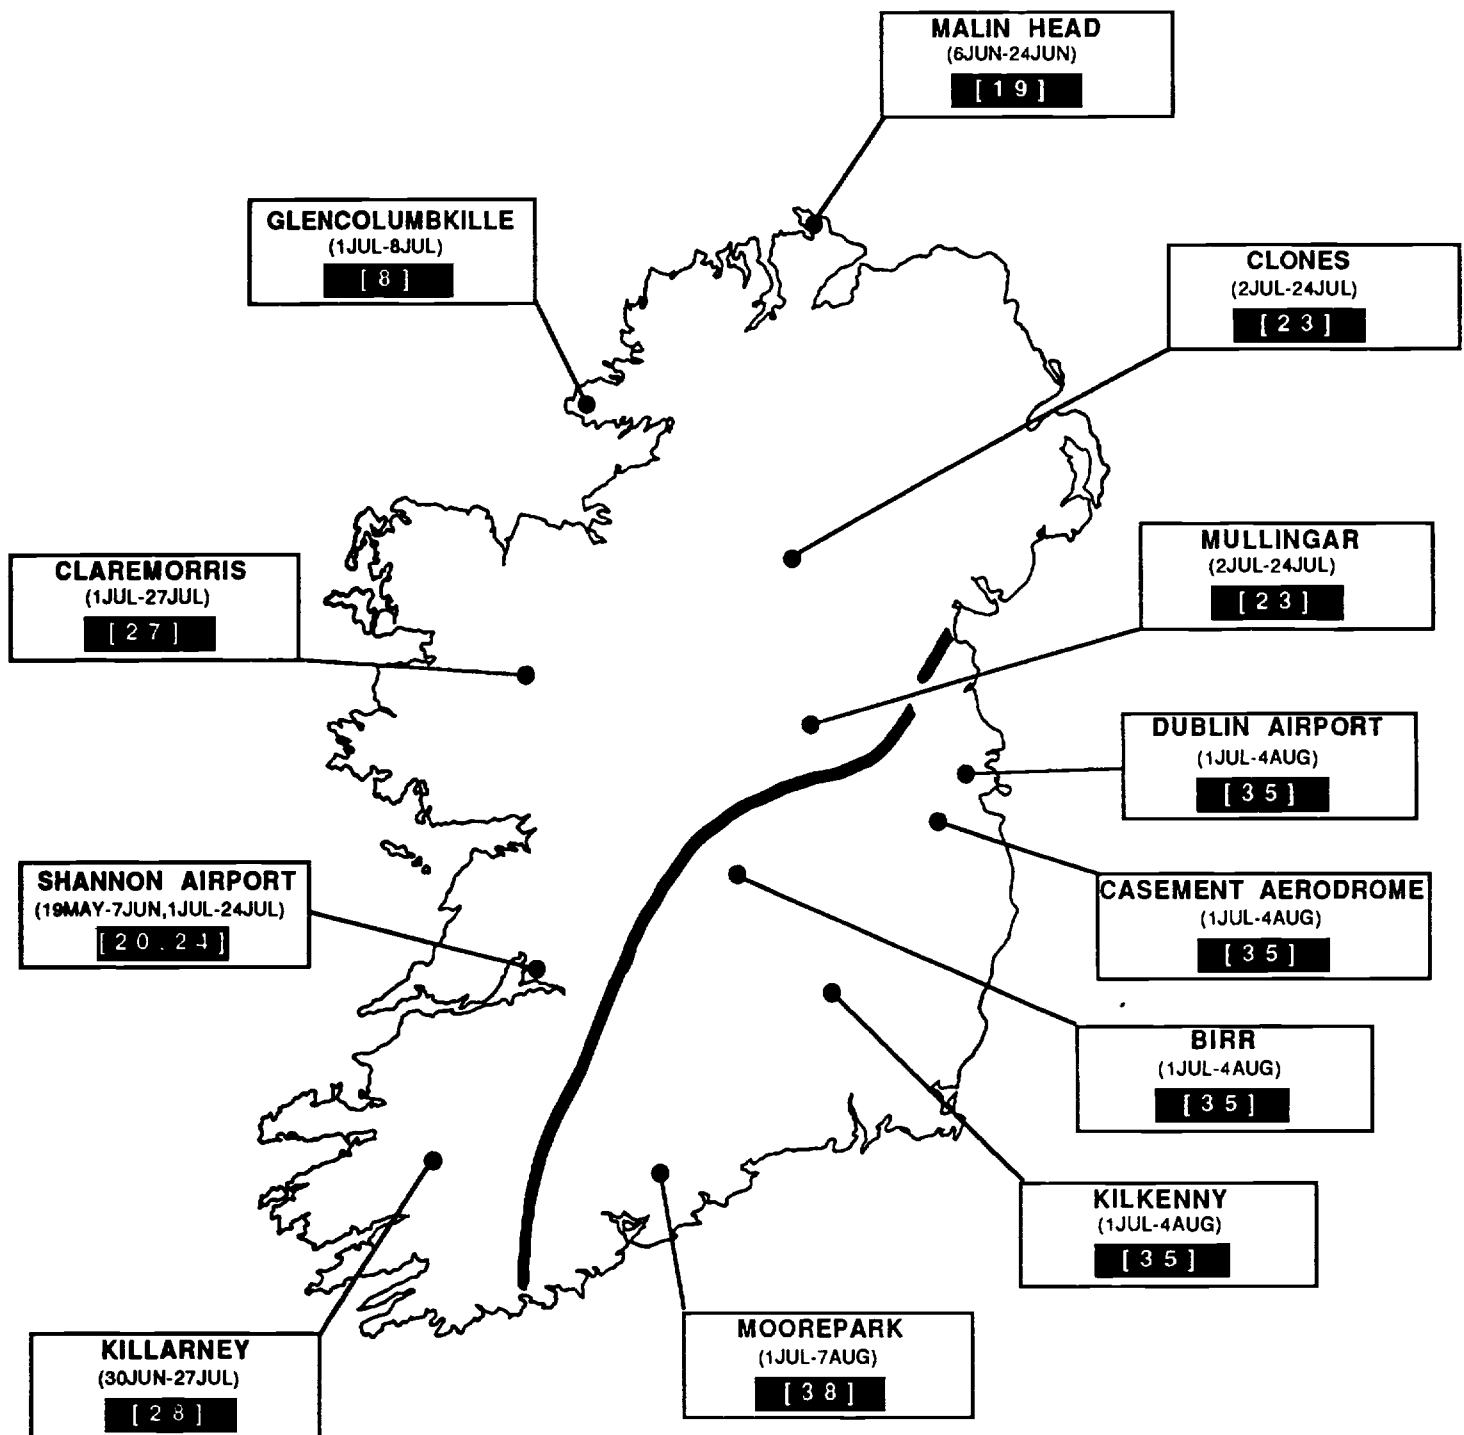 MALIN HEAD
(6JUN-24JUN)
[19]
GLENCOLUMBKILLE
(1JUL-8JUL)
[8]
CLONES
(2JUL-24JUL)
[23]
MULLINGAR
(2JUL-24JUL)
[23]
CLAREMORRIS
(1JUL-27JUL)
[27]
DUBLIN AIRPORT
(1JUL-4AUG)
[35]
SHANNON AIRPORT
(19MAY-7JUN,1JUL-24JUL)
[20.24]
CASEMENT AERODROME
(1JUL-4AUG)
[35]
BIRR
(1JUL-4AUG)
[35]
KILKENNY
(1JUL-4AUG)
[35]
MOOREPARK
(1JUL-7AUG)
[38]
KILLARNEY
(30JUN-27JUL)
[28]